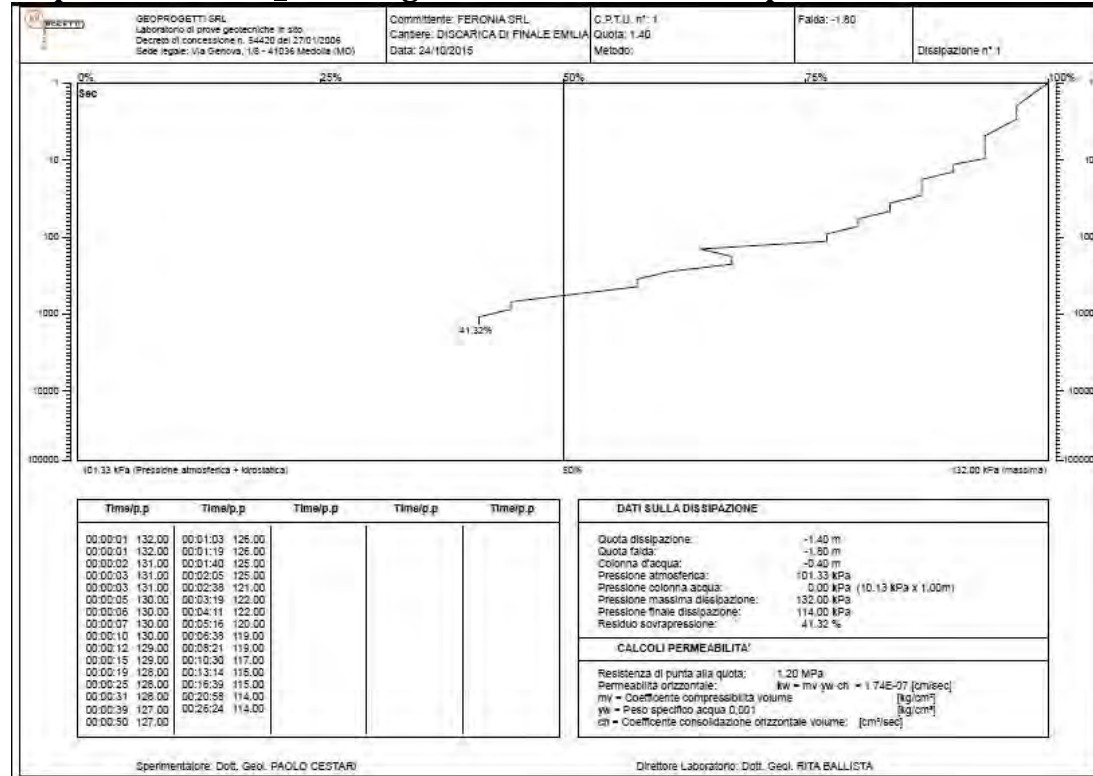 GEOPROGETTI SRL
Laboratorio di prove geotecniche in sito
Decreto di concessione n. 54420 del 27/01/2006
Sede legale: Via Genova, 1/8 - 41036 Medolla (MO)
Committente: FERONIA SRL
Cantiere: DISCARICA DI FINALE EMILIA
Data: 24/10/2015
C.P.T.U. n°: 1
Quota: 1.40
Metodo:
Falda: -1.80
Dissipazione n° 1
0% 25% 50% 75% 100%
Sec
1
10 10
100 100
1000 1000
41.32%
10000 10000
100000 100000
101.33 kPa (Pressione atmosferica + idrostatica) 50% 132.00 kPa (massima)
Time/p.p Time/p.p Time/p.p Time/p.p Time/p.p
00:00:01 132.00 00:01:03 126.00
00:00:01 132.00 00:01:19 126.00
00:00:02 131.00 00:01:40 125.00
00:00:03 131.00 00:02:05 125.00
00:00:03 131.00 00:02:38 121.00
00:00:05 130.00 00:03:19 122.00
00:00:06 130.00 00:04:11 122.00
00:00:07 130.00 00:05:16 120.00
00:00:10 130.00 00:06:38 119.00
00:00:12 129.00 00:08:21 119.00
00:00:15 129.00 00:10:30 117.00
00:00:19 128.00 00:13:14 115.00
00:00:25 128.00 00:16:39 115.00
00:00:31 128.00 00:20:58 114.00
00:00:39 127.00 00:26:24 114.00
00:00:50 127.00
DATI SULLA DISSIPAZIONE
Quota dissipazione: -1.40 m
Quota falda: -1.80 m
Colonna d'acqua: -0.40 m
Pressione atmosferica: 101.33 kPa
Pressione colonna acqua: 0.00 kPa (10.13 kPa x 1.00m)
Pressione massima dissipazione: 132.00 kPa
Pressione finale dissipazione: 114.00 kPa
Residuo sovrapressione: 41.32 %
CALCOLI PERMEABILITA'
Resistenza di punta alla quota: 1.20 MPa
Permeabilità orizzontale: kw = mv·yw·ch = 1.74E-07 [cm/sec]
mv = Coefficente compressibilità volume [kg/cm²]
yw = Peso specifico acqua 0,001 [kg/cm³]
ch = Coefficente consolidazione orizzontale volume: [cm²/sec]
Sperimentatore: Dott. Geol. PAOLO CESTARI
Direttore Laboratorio: Dott. Geol. RITA BALLISTA